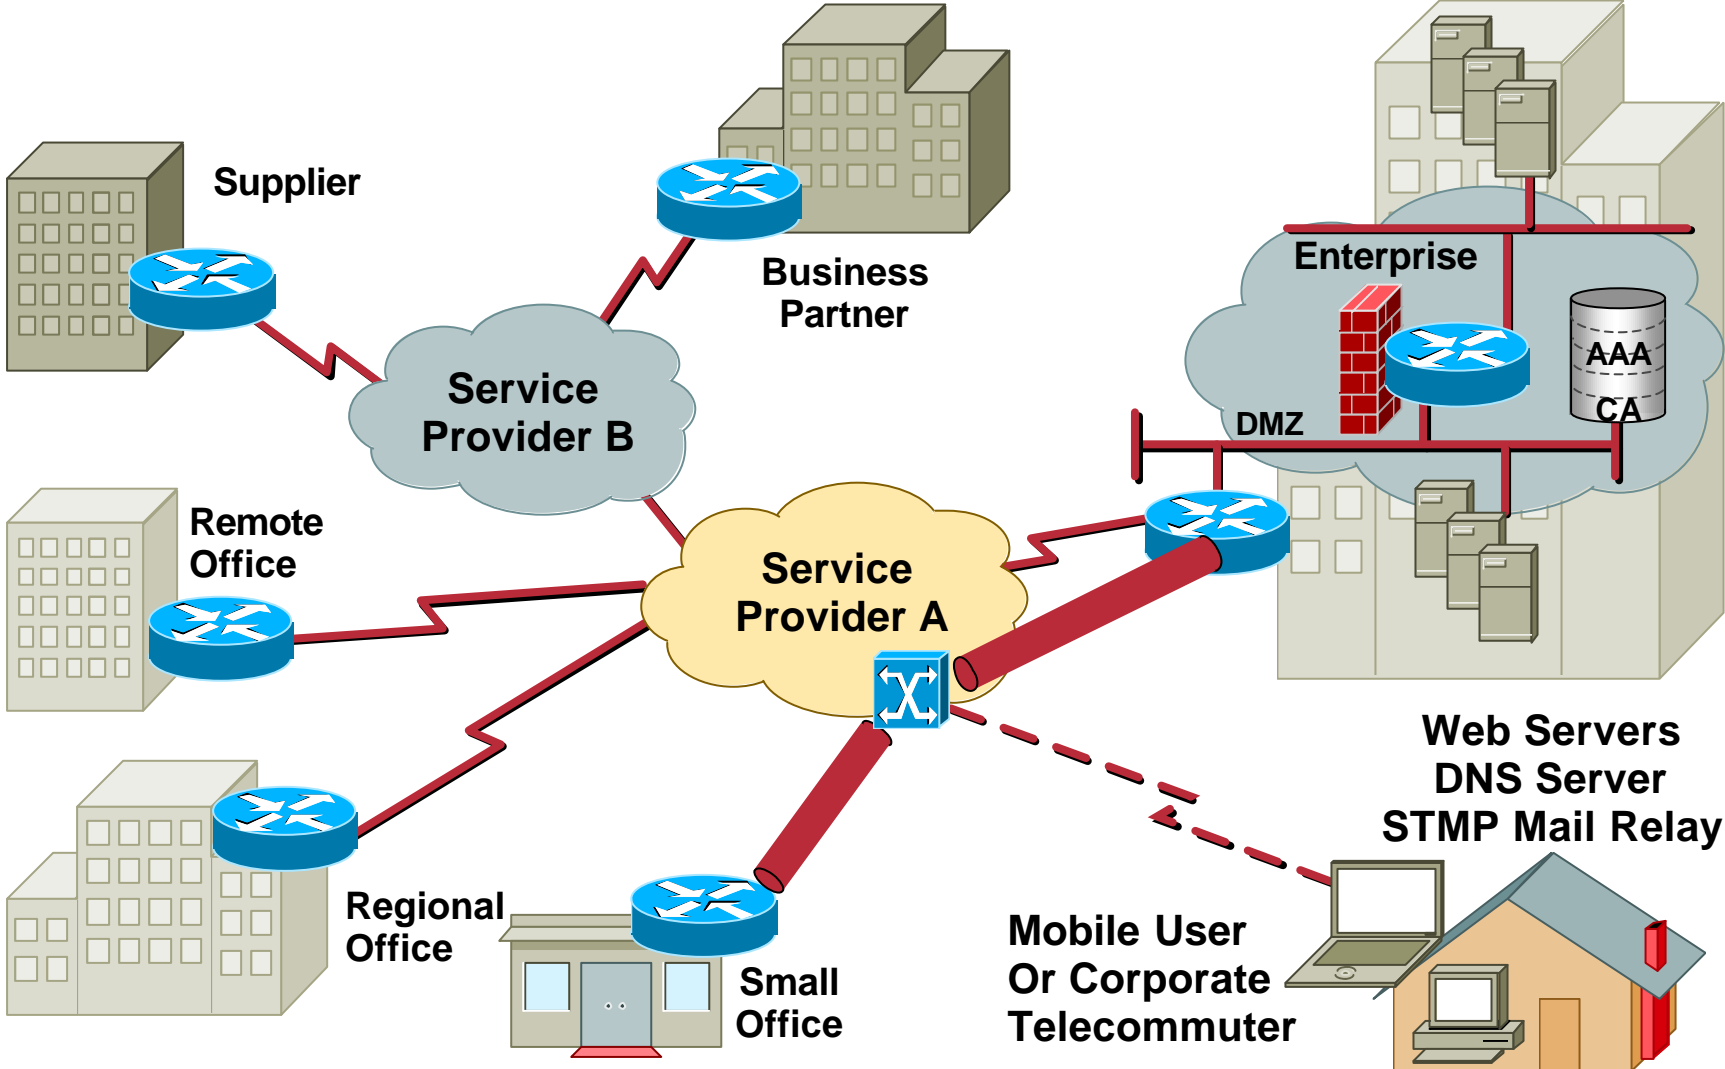 Supplier
Business
Partner
Enterprise
AAA
CA
DMZ
Service
Provider B
Remote
Office
Service
Provider A
Web Servers
DNS Server
STMP Mail Relay
Regional
Office
Small
Office
Mobile User
Or Corporate
Telecommuter